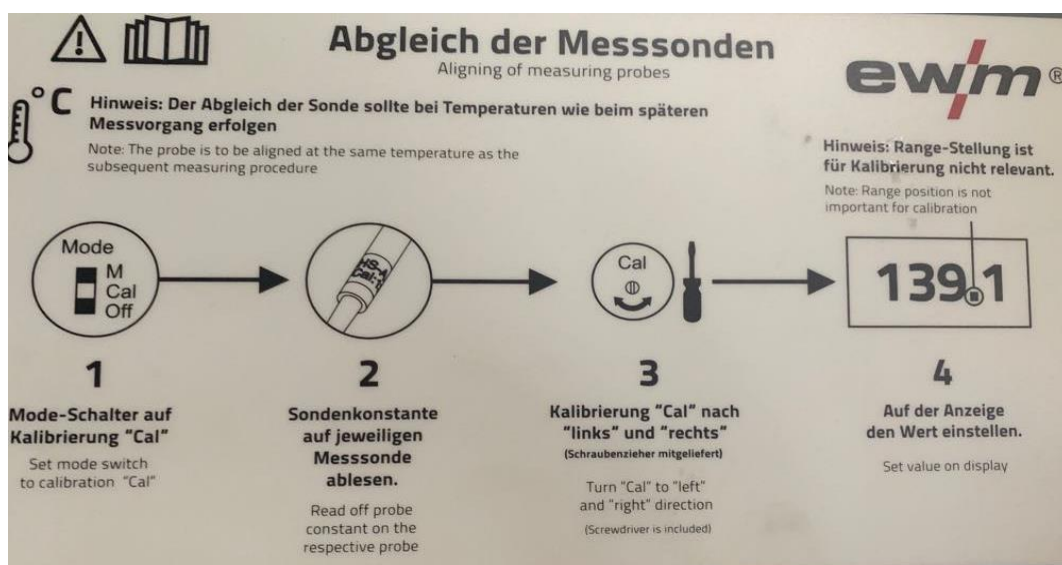 Abgleich der Messsonden
Aligning of measuring probes
ewm®
°C
Hinweis: Der Abgleich der Sonde sollte bei Temperaturen wie beim späteren
Messvorgang erfolgen
Note: The probe is to be aligned at the same temperature as the
subsequent measuring procedure
Hinweis: Range-Stellung ist
für Kalibrierung nicht relevant.
Note: Range position is not
important for calibration
Mode
M
Cal
Off
HS-A
Cal:1
Cal
139.1
1
Mode-Schalter auf
Kalibrierung "Cal"
Set mode switch
to calibration "Cal"
2
Sondenkonstante
auf jeweiligen
Messsonde
ablesen.
Read off probe
constant on the
respective probe
3
Kalibrierung "Cal" nach
"links" und "rechts"
(Schraubenzieher mitgeliefert)
Turn "Cal" to "left"
and "right" direction
(Screwdriver is included)
4
Auf der Anzeige
den Wert einstellen.
Set value on display